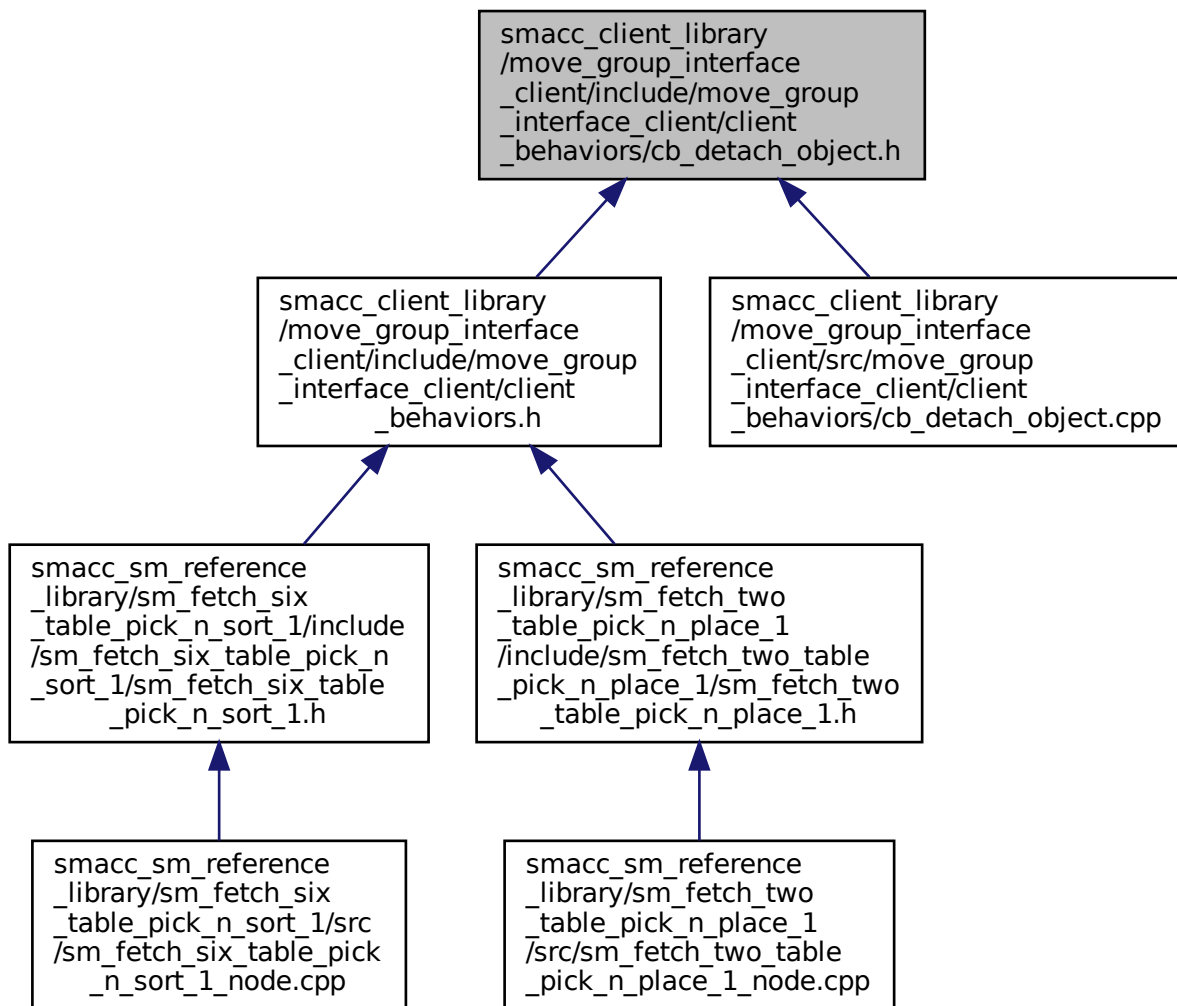 smacc_client_library
/move_group_interface
_client/include/move_group
_interface_client/client
_behaviors/cb_detach_object.h
smacc_client_library
/move_group_interface
_client/include/move_group
_interface_client/client
_behaviors.h
smacc_client_library
/move_group_interface
_client/src/move_group
_interface_client/client
_behaviors/cb_detach_object.cpp
smacc_sm_reference
_library/sm_fetch_six
_table_pick_n_sort_1/include
/sm_fetch_six_table_pick_n
_sort_1/sm_fetch_six_table
_pick_n_sort_1.h
smacc_sm_reference
_library/sm_fetch_two
_table_pick_n_place_1
/include/sm_fetch_two_table
_pick_n_place_1/sm_fetch_two
_table_pick_n_place_1.h
smacc_sm_reference
_library/sm_fetch_six
_table_pick_n_sort_1/src
/sm_fetch_six_table_pick
_n_sort_1_node.cpp
smacc_sm_reference
_library/sm_fetch_two
_table_pick_n_place_1
/src/sm_fetch_two_table
_pick_n_place_1_node.cpp